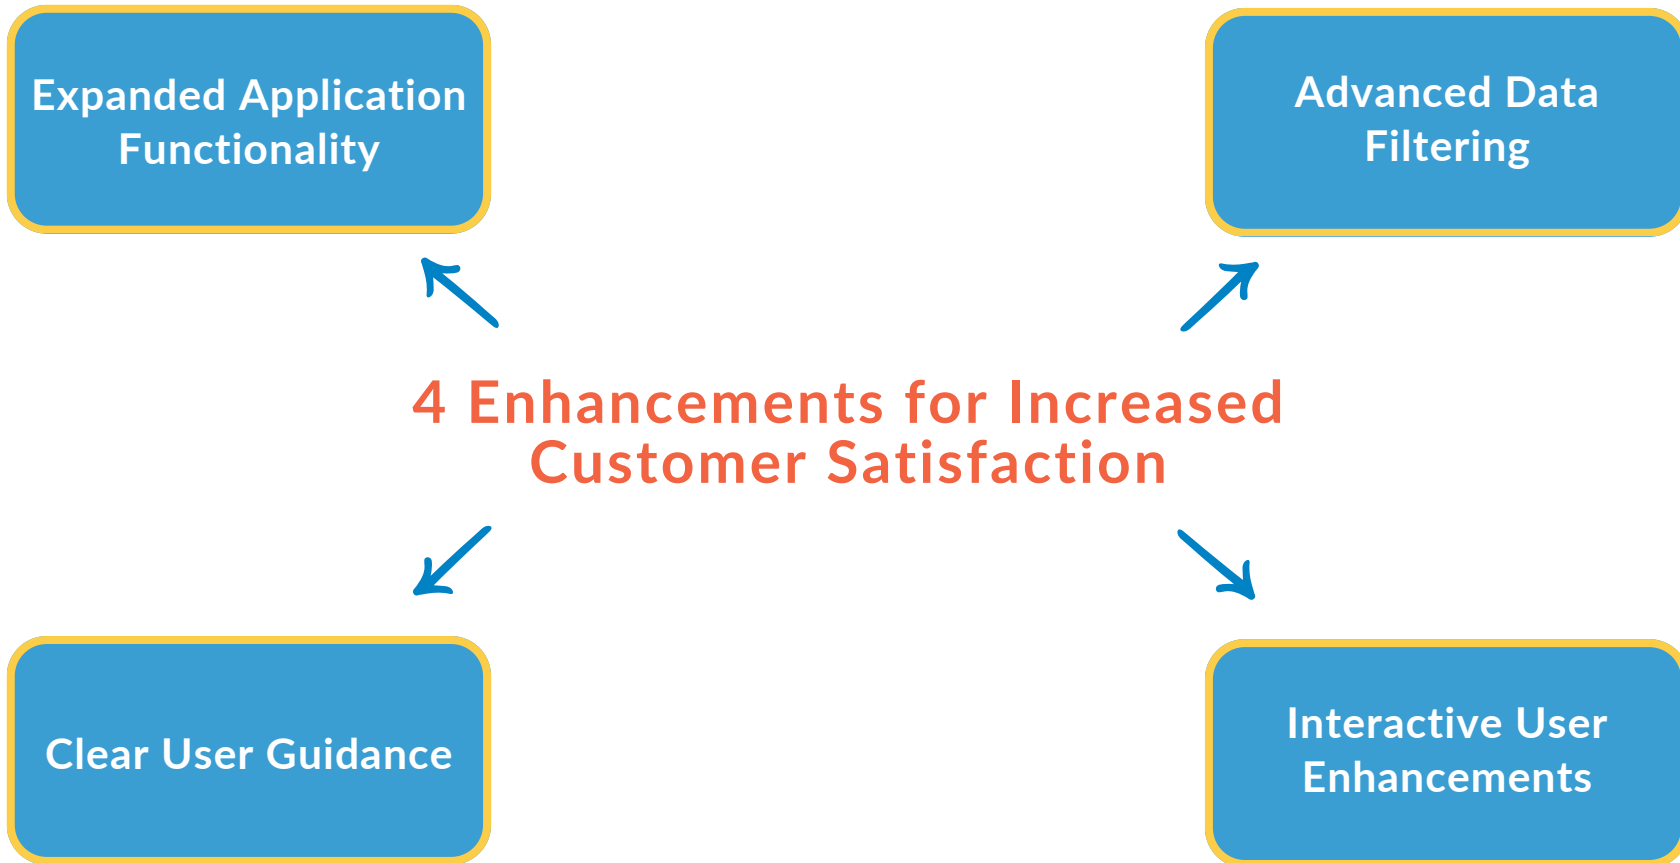 Expanded Application
Functionality
Advanced Data
Filtering
4 Enhancements for Increased
Customer Satisfaction
Clear User Guidance
Interactive User
Enhancements